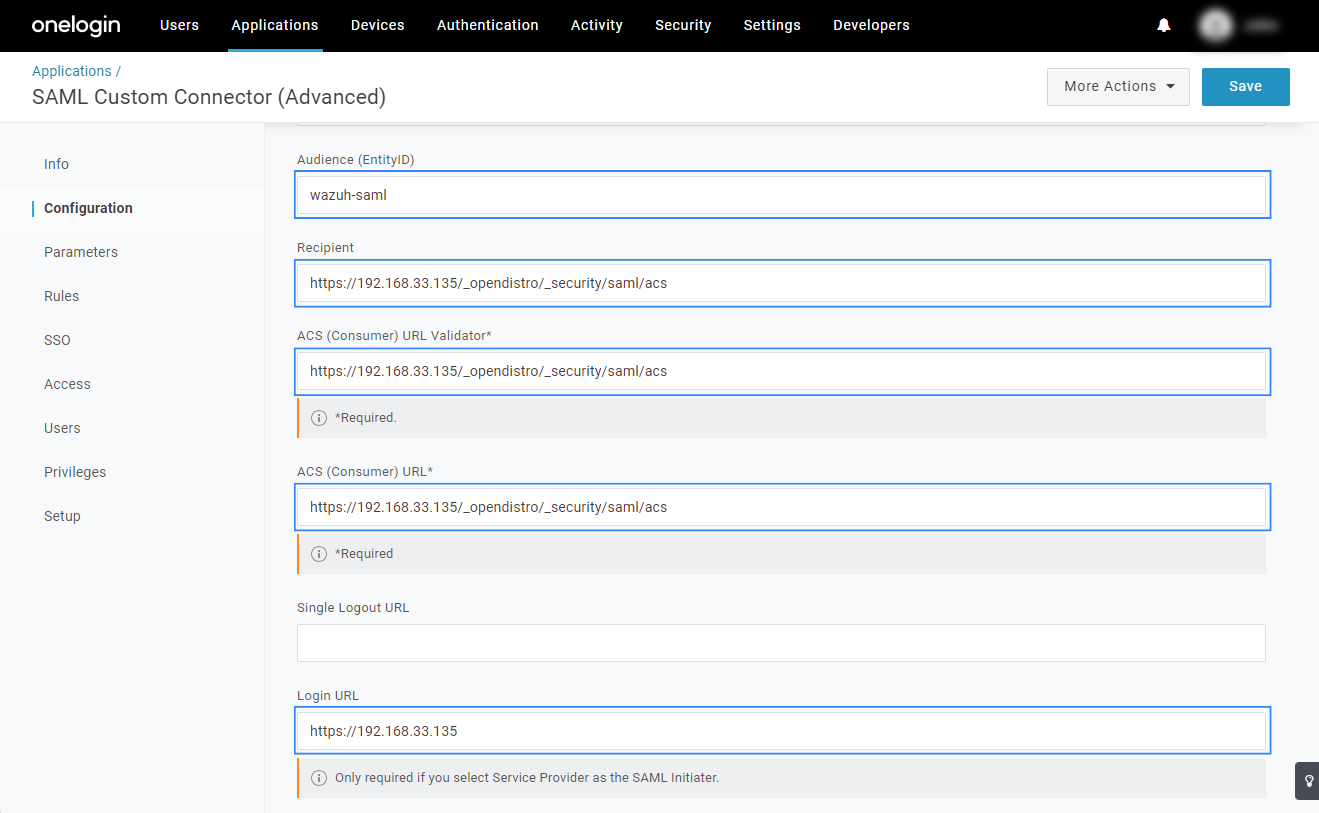 onelogin
Users
Applications
Devices
Authentication
Activity
Security
Settings
Developers
Applications /
SAML Custom Connector (Advanced)
More Actions
Save
Info
Configuration
Parameters
Rules
SSO
Access
Users
Privileges
Setup
Audience (EntityID)
wazuh-saml
Recipient
https://192.168.33.135/_opendistro/_security/saml/acs
ACS (Consumer) URL Validator*
https://192.168.33.135/_opendistro/_security/saml/acs
*Required.
ACS (Consumer) URL*
https://192.168.33.135/_opendistro/_security/saml/acs
*Required
Single Logout URL
Login URL
https://192.168.33.135
Only required if you select Service Provider as the SAML Initiater.